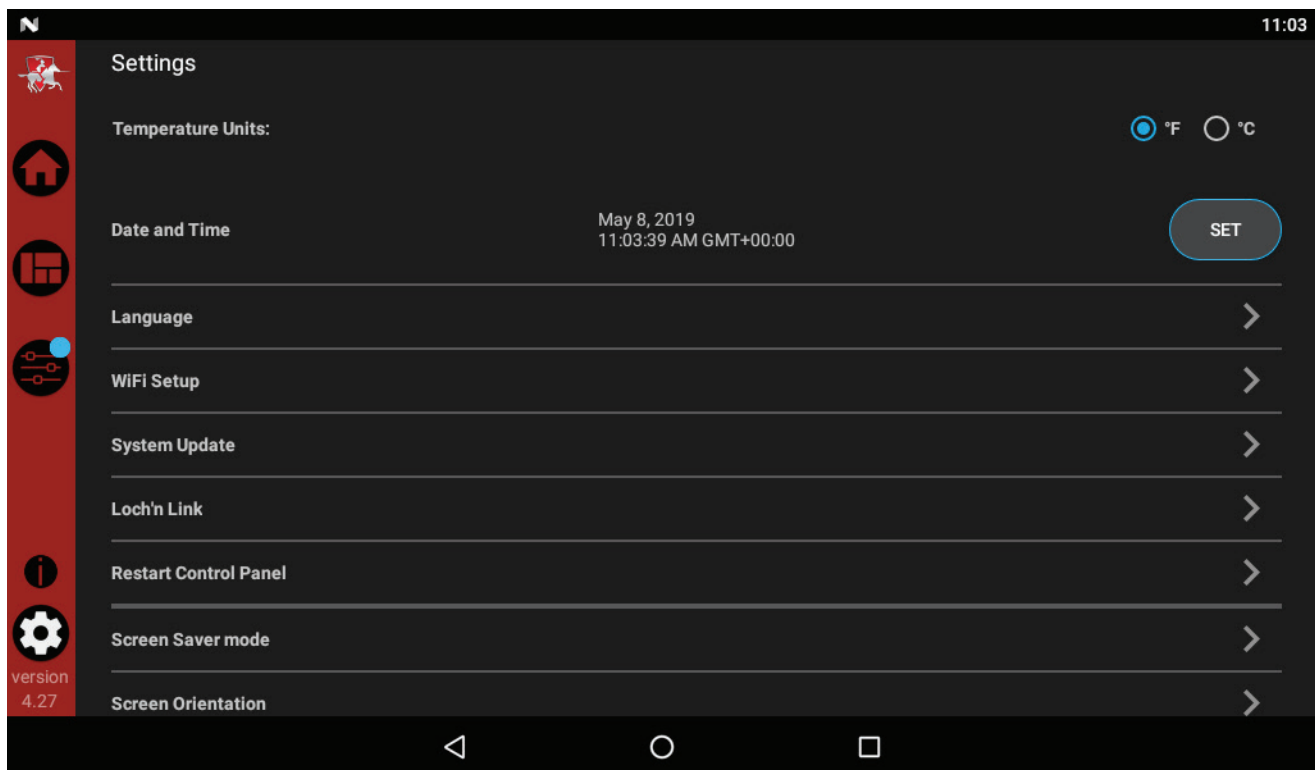 11:03
Settings
Temperature Units:
°F
°C
Date and Time
May 8, 2019
11:03:39 AM GMT+00:00
SET
Language
WiFi Setup
System Update
Loch'n Link
Restart Control Panel
Screen Saver mode
Screen Orientation
version
4.27